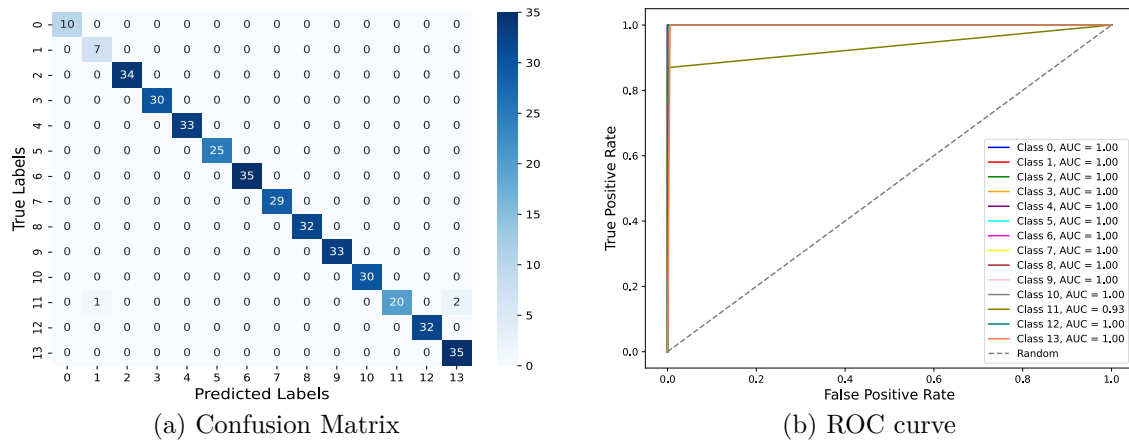 0 10 0 0 0 0 0 0 0 0 0 0 0 0 0
1 0 7 0 0 0 0 0 0 0 0 0 0 0 0
2 0 0 34 0 0 0 0 0 0 0 0 0 0 0
3 0 0 0 30 0 0 0 0 0 0 0 0 0 0
4 0 0 0 0 33 0 0 0 0 0 0 0 0 0
5 0 0 0 0 0 25 0 0 0 0 0 0 0 0
6 0 0 0 0 0 0 35 0 0 0 0 0 0 0
7 0 0 0 0 0 0 0 29 0 0 0 0 0 0
8 0 0 0 0 0 0 0 0 32 0 0 0 0 0
9 0 0 0 0 0 0 0 0 0 33 0 0 0 0
10 0 0 0 0 0 0 0 0 0 0 30 0 0 0
11 0 1 0 0 0 0 0 0 0 0 0 20 0 2
12 0 0 0 0 0 0 0 0 0 0 0 0 32 0
13 0 0 0 0 0 0 0 0 0 0 0 0 0 35
0 1 2 3 4 5 6 7 8 9 10 11 12 13
True Labels
Predicted Labels
35
30
25
20
15
10
5
0
(a) Confusion Matrix
True Positive Rate
1.0
0.8
0.6
0.4
0.2
0.0
Class 0, AUC = 1.00
Class 1, AUC = 1.00
Class 2, AUC = 1.00
Class 3, AUC = 1.00
Class 4, AUC = 1.00
Class 5, AUC = 1.00
Class 6, AUC = 1.00
Class 7, AUC = 1.00
Class 8, AUC = 1.00
Class 9, AUC = 1.00
Class 10, AUC = 1.00
Class 11, AUC = 0.93
Class 12, AUC = 1.00
Class 13, AUC = 1.00
Random
0.0 0.2 0.4 0.6 0.8 1.0
False Positive Rate
(b) ROC curve